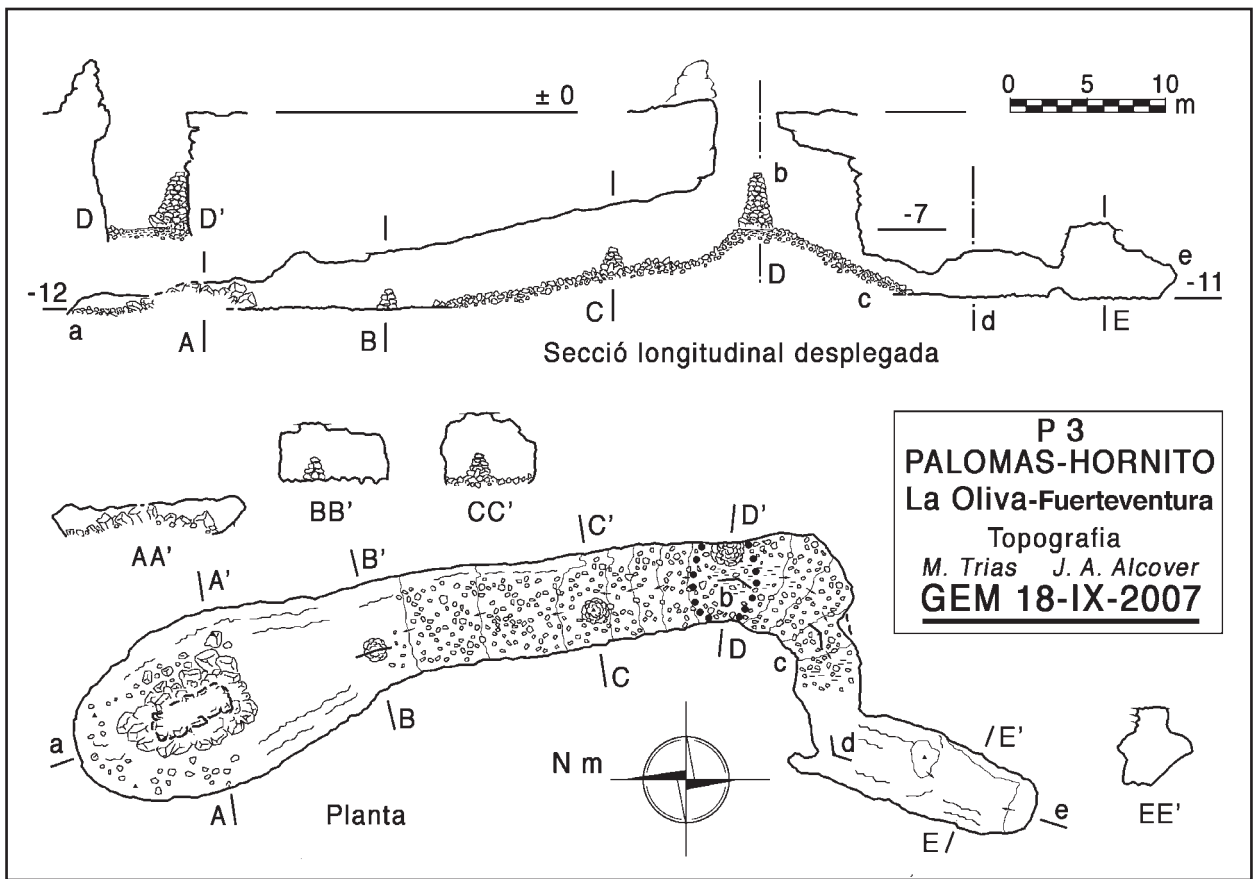 0 10
m
± 0
b
D D'
-7
e
-12
-11
a
D
c
A
B
C
d
E
Secció longitudinal desplegada
P 3
PALOMAS-HORNITO
La Oliva-Fuerteventura
Topografia
M. Trias J. A. Alcover
GEM 18-IX-2007
BB'
CC'
AA'
A'
B'
C'
D'
b
D
c
C
B
a
A
Planta
N m
d
E'
E
e
EE'